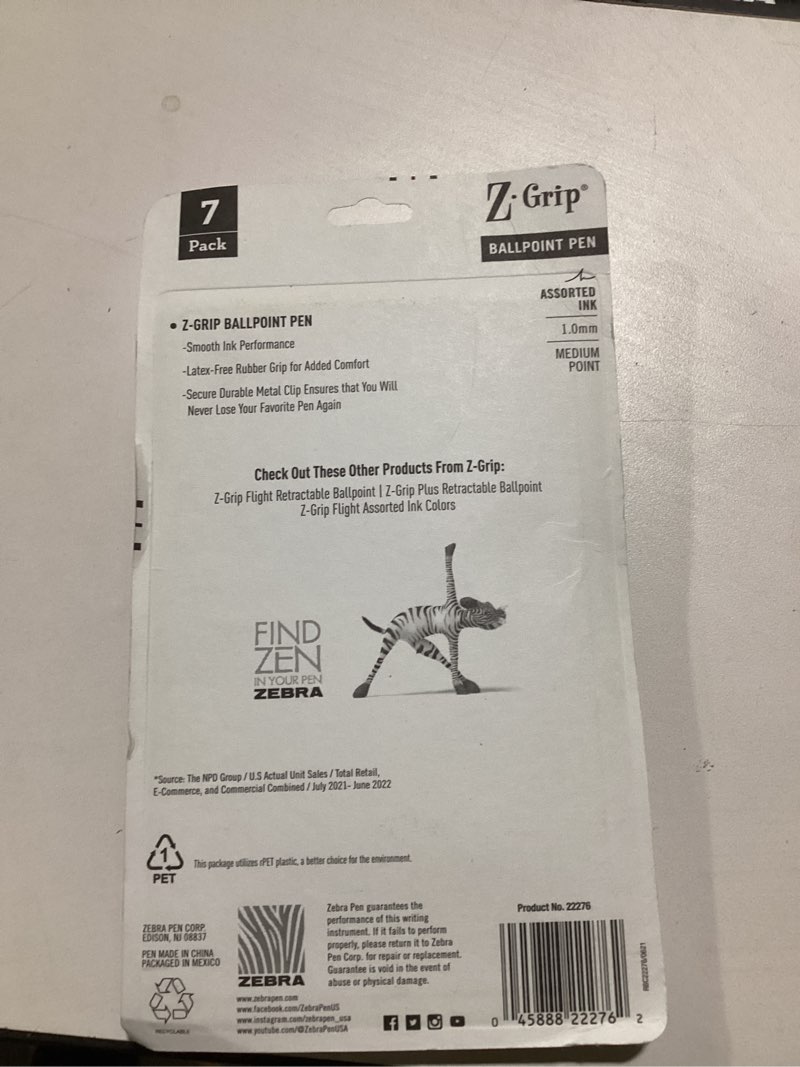 7
Pack
Z-Grip®
BALLPOINT PEN
ASSORTED
INK
1.0mm
MEDIUM
POINT
• Z-GRIP BALLPOINT PEN
-Smooth Ink Performance
-Latex-Free Rubber Grip for Added Comfort
-Secure Durable Metal Clip Ensures that You Will
Never Lose Your Favorite Pen Again
Check Out These Other Products From Z-Grip:
Z-Grip Flight Retractable Ballpoint | Z-Grip Plus Retractable Ballpoint
Z-Grip Flight Assorted Ink Colors
FIND
ZEN
IN YOUR PEN
ZEBRA
*Source: The NPD Group / U.S Actual Unit Sales / Total Retail,
E-Commerce, and Commercial Combined / July 2021- June 2022
1
PET
This package utilizes rPET plastic, a better choice for the environment.
ZEBRA PEN CORP.
EDISON, NJ 08837
PEN MADE IN CHINA
PACKAGED IN MEXICO
RECYCLABLE
ZEBRA
www.zebrapen.com
www.facebook.com/ZebraPenUS
www.instagram.com/zebrapen_usa
www.youtube.com/@ZebraPenUSA
Zebra Pen guarantees the
performance of this writing
instrument. If it fails to perform
properly, please return it to Zebra
Pen Corp. for repair or replacement.
Guarantee is void in the event of
abuse or physical damage.
Product No. 22276
0 45888 22276 2